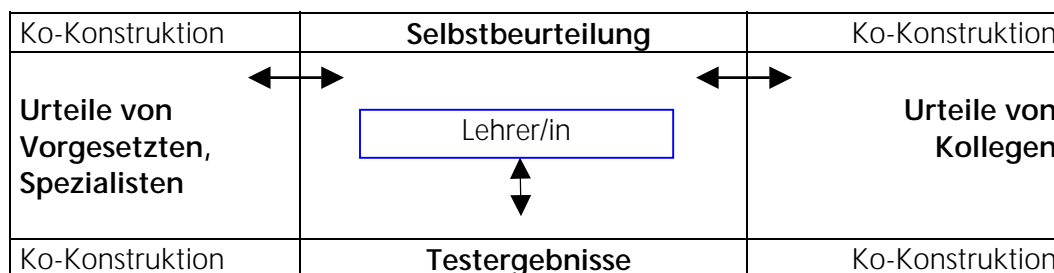 Ko-Konstruktion Selbstbeurteilung Ko-Konstruktion
Urteile von
Vorgesetzten,
Spezialisten
Lehrer/in
Urteile von
Kollegen
Ko-Konstruktion Testergebnisse Ko-Konstruktion